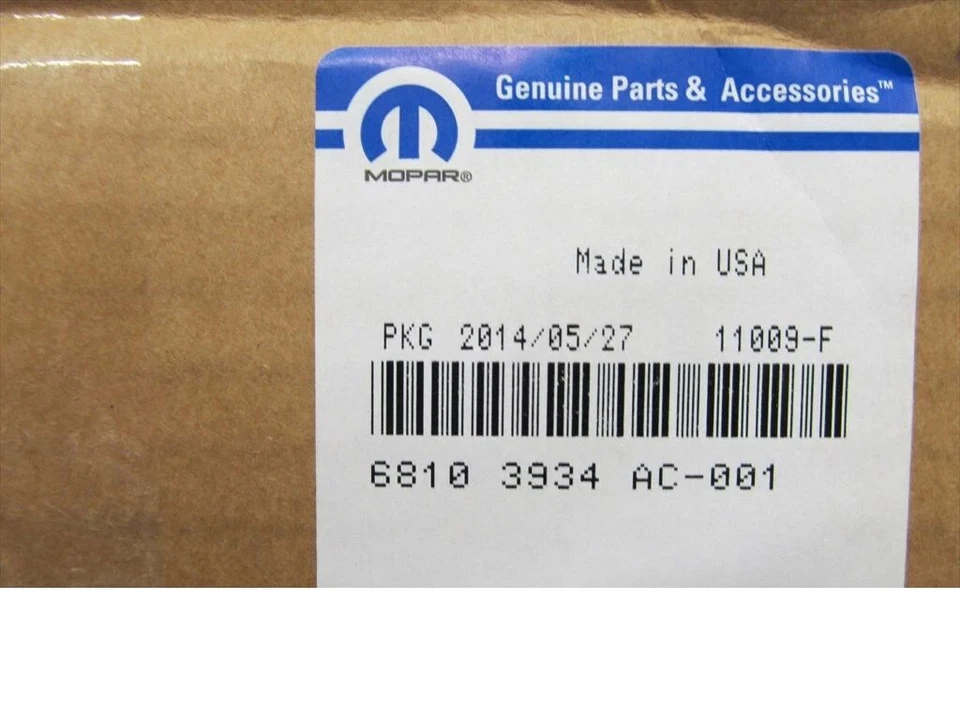 Genuine Parts & Accessories™
MOPAR®
Made in USA
PKG 2014/05/27 11009-F
6810 3934 AC-001